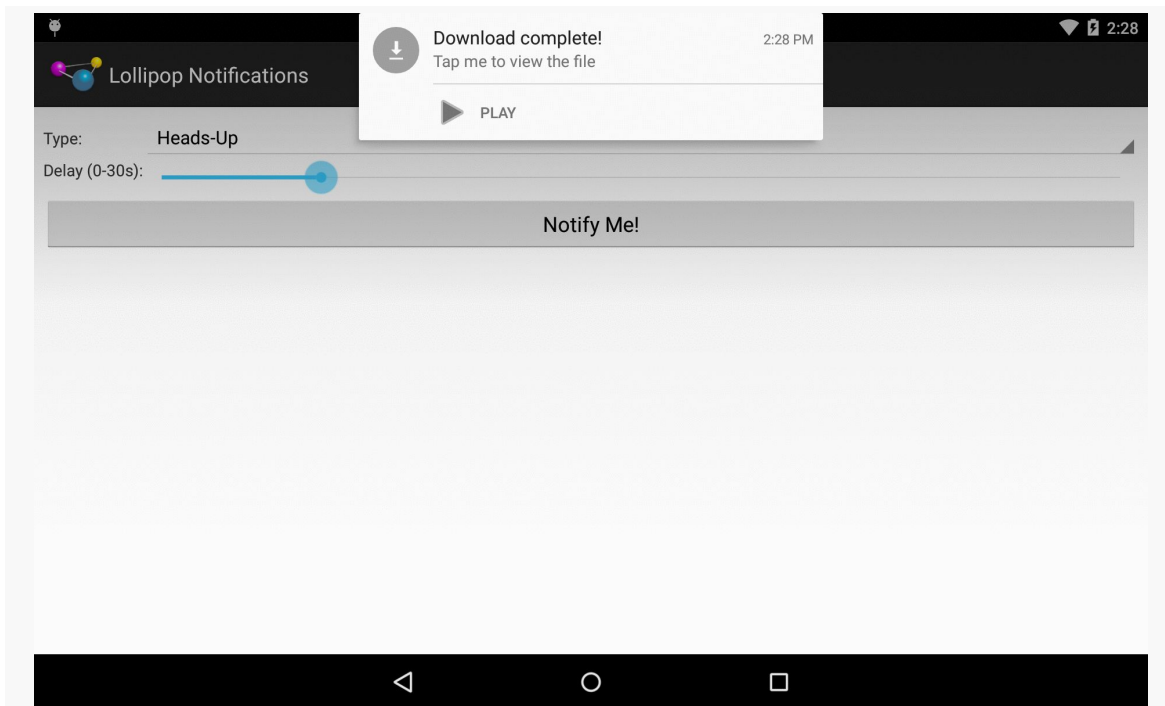 2:28
Download complete!
2:28 PM
Tap me to view the file
Lollipop Notifications
PLAY
Type:
Heads-Up
Delay (0-30s):
Notify Me!